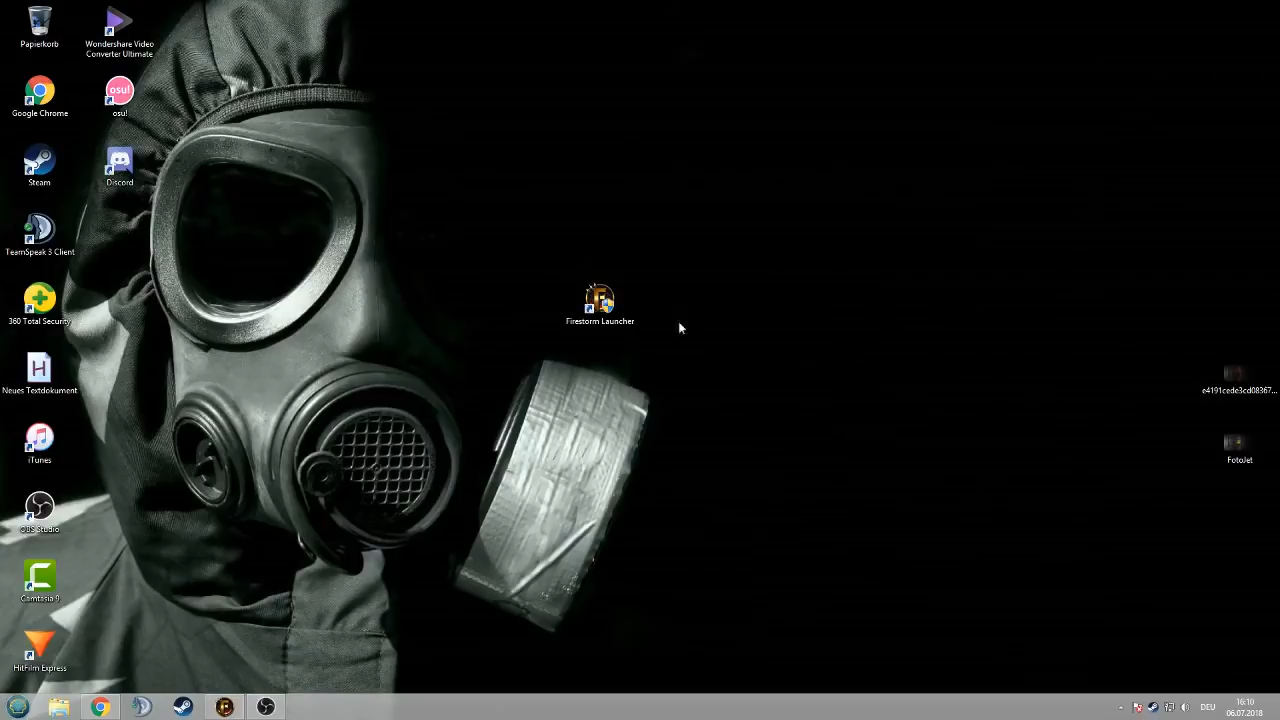 Papierkorb
Wondershare Video
Converter Ultimate
Google Chrome
osu!
osu!
Steam
Discord
TeamSpeak 3 Client
Firestorm Launcher
360 Total Security
Neues Textdokument
e4191cede3cd08367...
iTunes
FotoJet
OBS Studio
Camtasia 9
HitFilm Express
DEU
16:10
06.07.2018